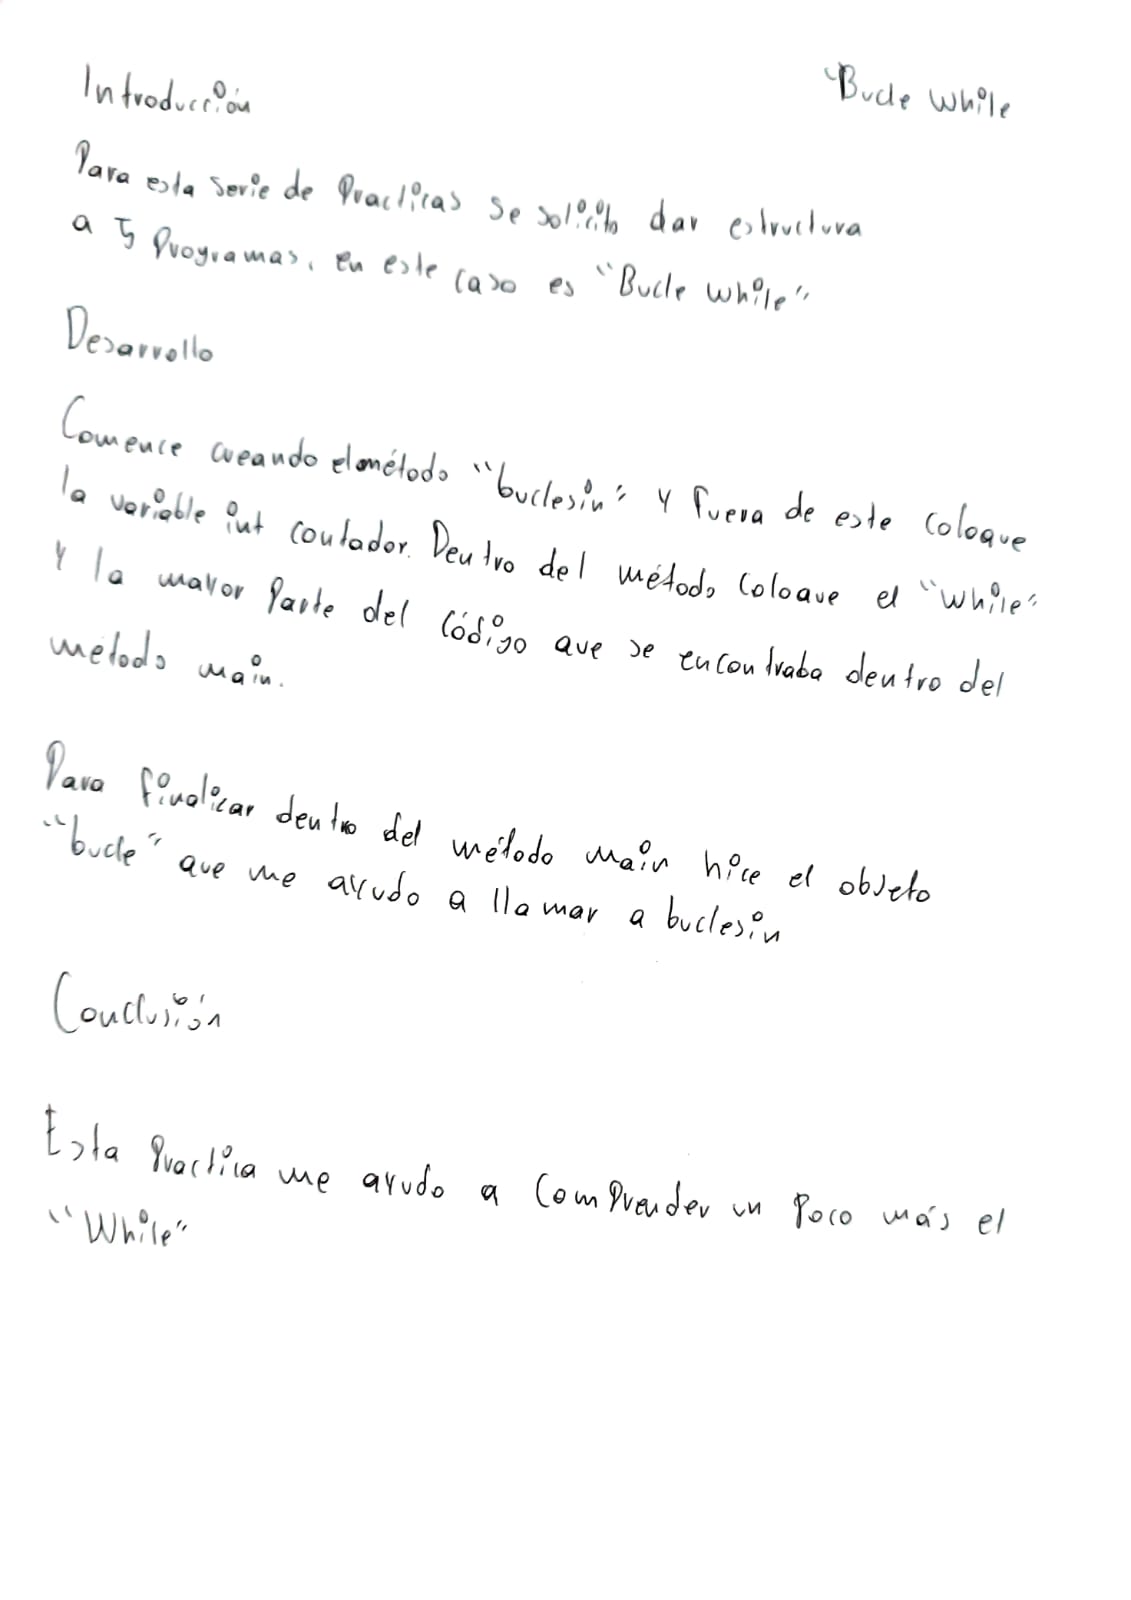 Introducción
"Bucle while
Para esta serie de Practicas se solicito dar estructura
a 5 Programas, en este caso es "Bucle while"
Desarrollo
Comence creando el método "buclesin" y fuera de este coloque
la variable int contador. Dentro del método coloque el "while"
y la mayor Parte del código que se encontraba dentro del
método main.
Para finalizar dentro del método main hice el objeto
"bucle" que me ayudo a llamar a buclesin
Conclusión
Esta Practica me ayudo a comprender un poco más el
"While"